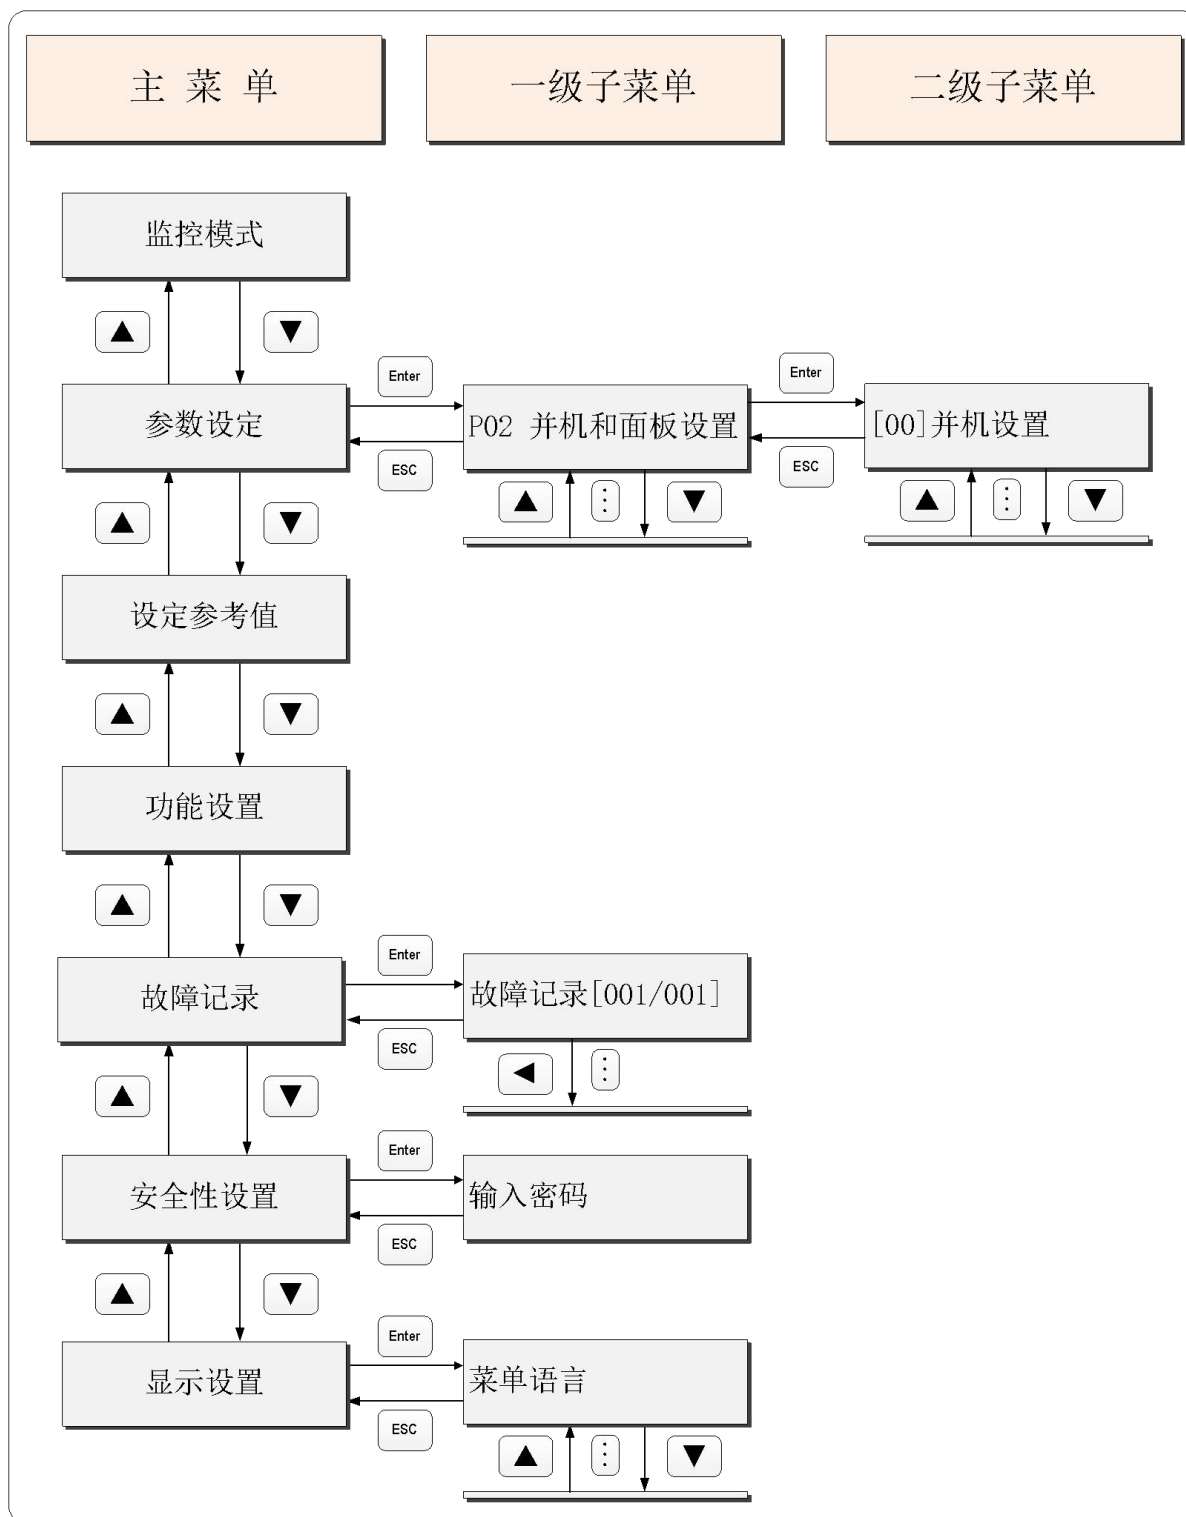 主 菜 单
一级子菜单
二级子菜单
监控模式
Enter
Enter
参数设定
P02 并机和面板设置
[00]并机设置
ESC
ESC
设定参考值
功能设置
Enter
故障记录
故障记录[001/001]
ESC
Enter
安全性设置
输入密码
ESC
Enter
显示设置
菜单语言
ESC